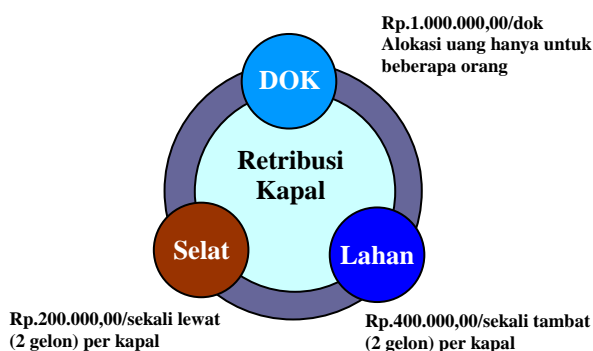 Rp.1.000.000,00/dok
Alokasi uang hanya untuk
beberapa orang
DOK
Retribusi
Kapal
Selat
Lahan
Rp.200.000,00/sekali lewat
(2 gelon) per kapal
Rp.400.000,00/sekali tambat
(2 gelon) per kapal